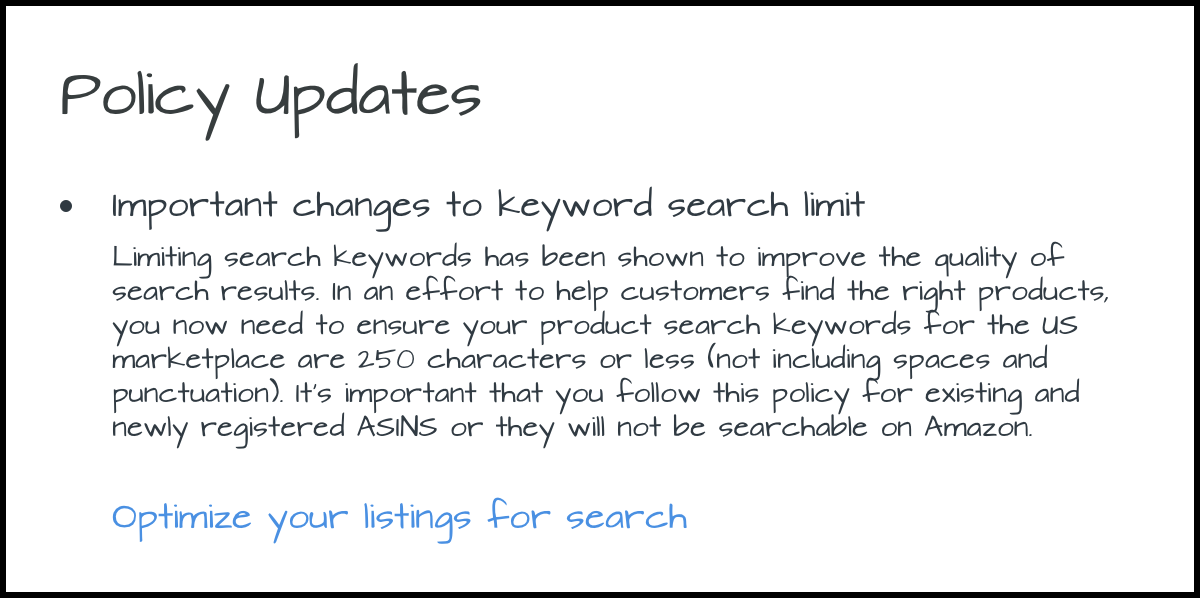 Policy Updates
• Important changes to keyword search limit
Limiting search keywords has been shown to improve the quality of
search results. In an effort to help customers find the right products,
you now need to ensure your product search keywords for the US
marketplace are 250 characters or less (not including spaces and
punctuation). It's important that you follow this policy for existing and
newly registered ASINS or they will not be searchable on Amazon.
Optimize your listings for search